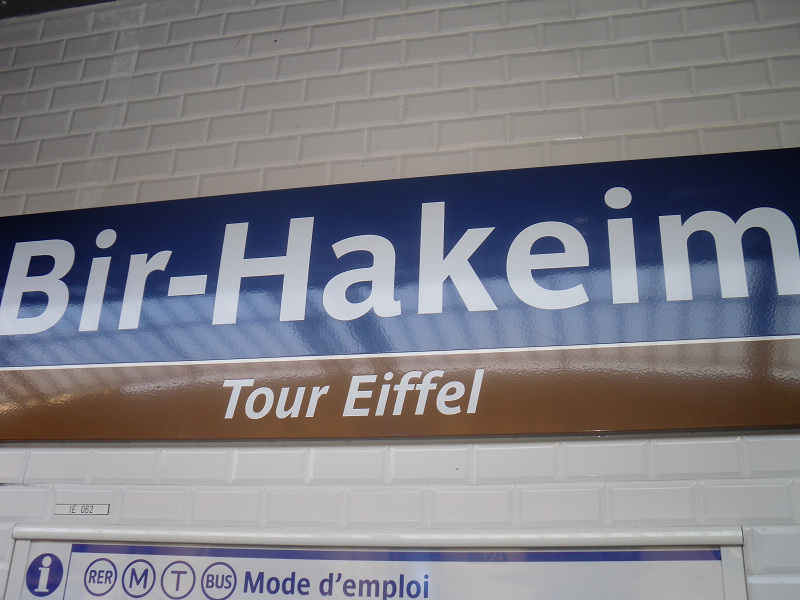 Bir-Hakeim
Tour Eiffel
IE 062
i RER M T BUS Mode d'emploi